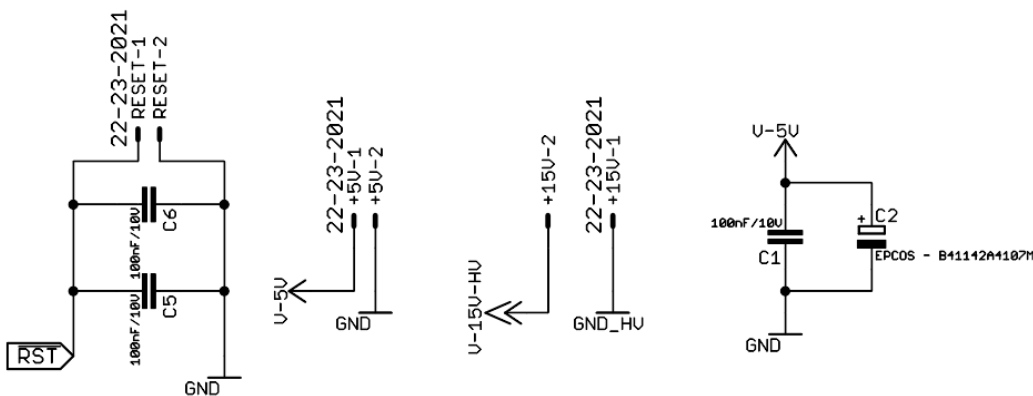 22-23-2021
RESET-1
RESET-2
100nF/10V
C6
100nF/10V
C5
RST
GND
22-23-2021
+5V-1
+5V-2
V-5V
GND
+15V-2
22-23-2021
+15V-1
V-15V-HV
GND_HV
V-5V
100nF/10V
C1
+
C2
EPCOS - B41142A4107M
GND